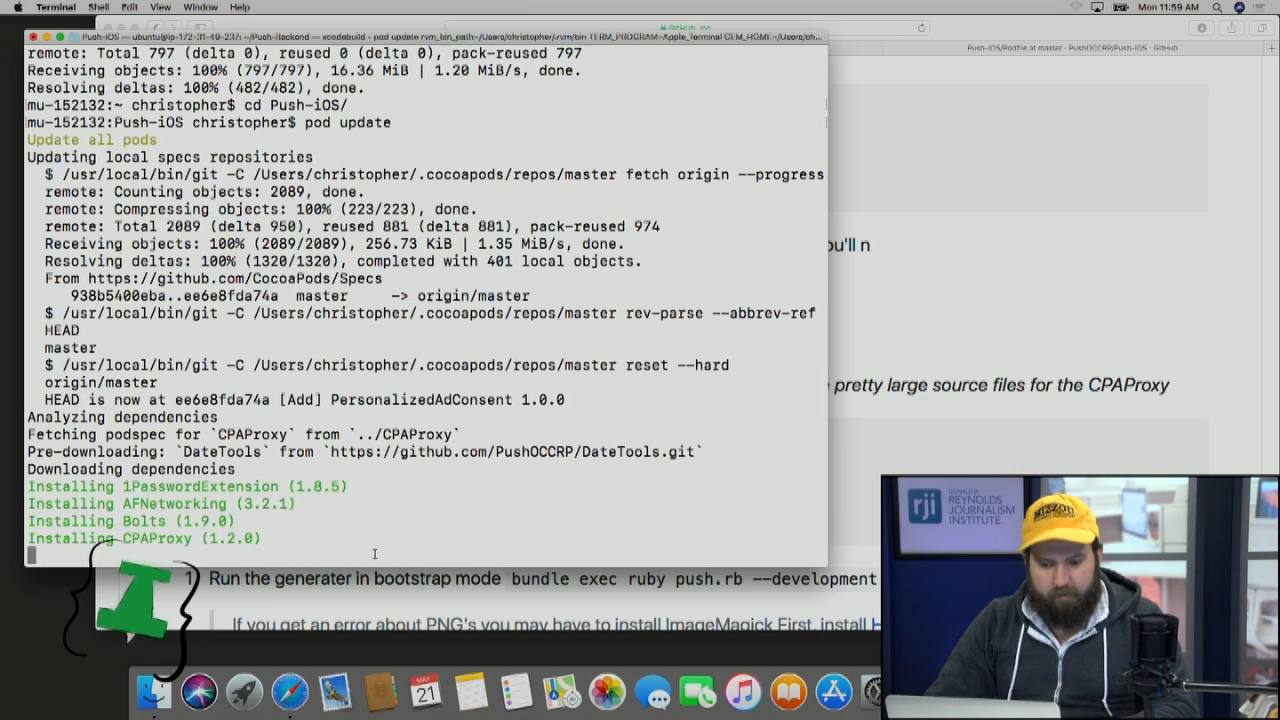 Terminal Shell Edit View Window Help
Mon 11:59 AM
GitHub, Inc.
Push-iOS/Podfile at master · PushOCCRP/Push-iOS · GitHub
remote: Total 797 (delta 0), reused 0 (delta 0), pack-reused 797
Receiving objects: 100% (797/797), 16.36 MiB | 1.20 MiB/s, done.
Resolving deltas: 100% (482/482), done.
mu-152132:~ christopher$ cd Push-iOS/
mu-152132:Push-iOS christopher$ pod update
Update all pods
Updating local specs repositories
$ /usr/local/bin/git -C /Users/christopher/.cocoapods/repos/master fetch origin --progress
remote: Counting objects: 2089, done.
remote: Compressing objects: 100% (223/223), done.
remote: Total 2089 (delta 950), reused 881 (delta 881), pack-reused 974
Receiving objects: 100% (2089/2089), 256.73 KiB | 1.35 MiB/s, done.
Resolving deltas: 100% (1320/1320), completed with 401 local objects.
From https://github.com/CocoaPods/Specs
938b5400eba..ee6e8fda74a master -> origin/master
$ /usr/local/bin/git -C /Users/christopher/.cocoapods/repos/master rev-parse --abbrev-ref
HEAD
master
$ /usr/local/bin/git -C /Users/christopher/.cocoapods/repos/master reset --hard
origin/master
HEAD is now at ee6e8fda74a [Add] PersonalizedAdConsent 1.0.0
Analyzing dependencies
Fetching podspec for `CPAProxy` from `../CPAProxy`
Pre-downloading: `DateTools` from `https://github.com/PushOCCRP/DateTools.git`
Downloading dependencies
Installing 1PasswordExtension (1.8.5)
Installing AFNetworking (3.2.1)
Installing Bolts (1.9.0)
Installing CPAProxy (1.2.0)
ou'll n
pretty large source files for the CPAProxy
1. Run the generater in bootstrap mode bundle exec ruby push.rb --development
If you get an error about PNG's you may have to install ImageMagick First, install H
{I}
MAY
21
rji
DONALD W.
REYNOLDS
JOURNALISM
INSTITUTE
MIZZOU